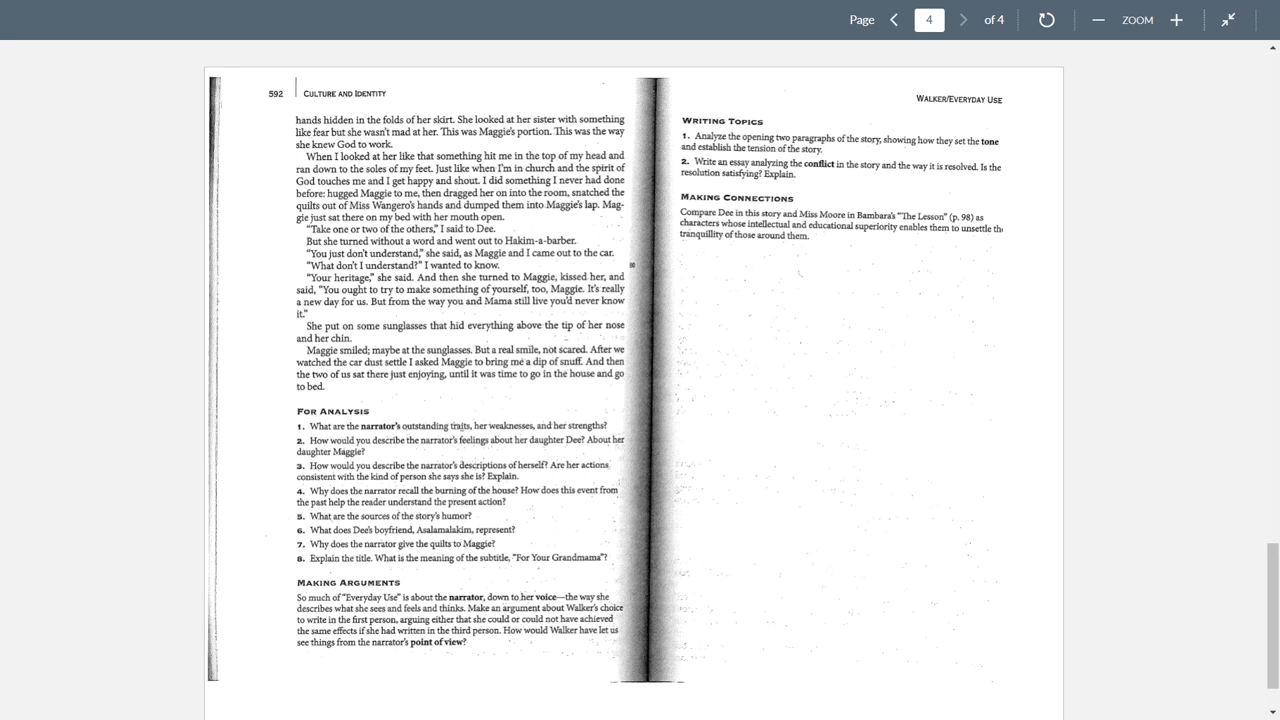 Page 4 of 4 ZOOM
592 CULTURE AND IDENTITY
hands hidden in the folds of her skirt. She looked at her sister with something
like fear but she wasn't mad at her. This was Maggie's portion. This was the way
she knew God to work.
When I looked at her like that something hit me in the top of my head and
ran down to the soles of my feet. Just like when I'm in church and the spirit of
God touches me and I get happy and shout. I did something I never had done
before: hugged Maggie to me, then dragged her on into the room, snatched the
quilts out of Miss Wangero's hands and dumped them into Maggie's lap. Mag-
gie just sat there on my bed with her mouth open.
"Take one or two of the others," I said to Dee.
But she turned without a word and went out to Hakim-a-barber.
"You just don't understand," she said, as Maggie and I came out to the car.
"What don't I understand?" I wanted to know.
"Your heritage," she said. And then she turned to Maggie, kissed her, and
said, "You ought to try to make something of yourself, too, Maggie. It's really
a new day for us. But from the way you and Mama still live you'd never know
it."
She put on some sunglasses that hid everything above the tip of her nose
and her chin.
Maggie smiled; maybe at the sunglasses. But a real smile, not scared. After we
watched the car dust settle I asked Maggie to bring me a dip of snuff. And then
the two of us sat there just enjoying, until it was time to go in the house and go
to bed.
FOR ANALYSIS
1. What are the narrator's outstanding traits, her weaknesses, and her strengths?
2. How would you describe the narrator's feelings about her daughter Dee? About her
daughter Maggie?
3. How would you describe the narrator's descriptions of herself? Are her actions
consistent with the kind of person she says she is? Explain.
4. Why does the narrator recall the burning of the house? How does this event from
the past help the reader understand the present action?
5. What are the sources of the story's humor?
6. What does Dee's boyfriend, Asalamalakim, represent?
7. Why does the narrator give the quilts to Maggie?
8. Explain the title. What is the meaning of the subtitle, "For Your Grandmama"?
MAKING ARGUMENTS
So much of "Everyday Use" is about the narrator, down to her voice—the way she
describes what she sees and feels and thinks. Make an argument about Walker's choice
to write in the first person, arguing either that she could or could not have achieved
the same effects if she had written in the third person. How would Walker have let us
see things from the narrator's point of view?
80
WALKER/EVERYDAY USE
WRITING TOPICS
1. Analyze the opening two paragraphs of the story, showing how they set the tone
and establish the tension of the story.
2. Write an essay analyzing the conflict in the story and the way it is resolved. Is the
resolution satisfying? Explain.
MAKING CONNECTIONS
Compare Dee in this story and Miss Moore in Bambara's "The Lesson" (p. 98) as
characters whose intellectual and educational superiority enables them to unsettle the
tranquillity of those around them.